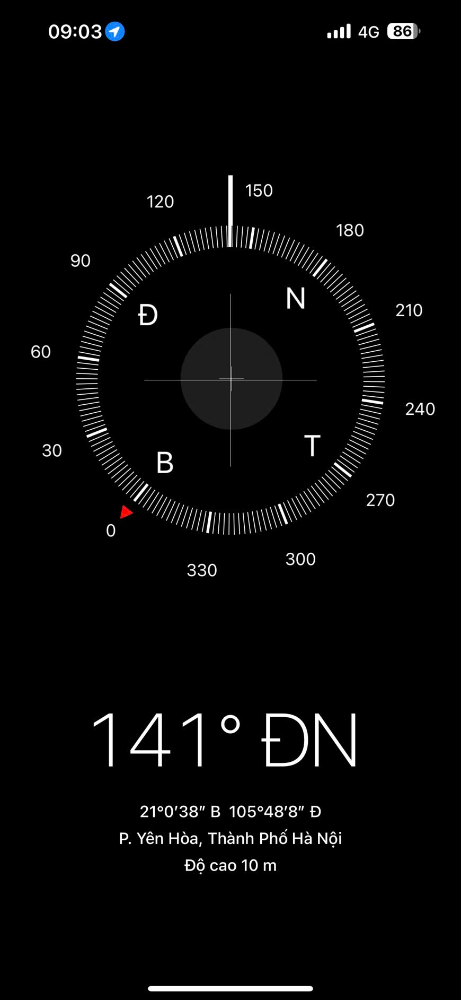 09:03 4G 86
120 150
90 180
Đ N 210
60
240
30 B T
270
0
330 300
141° ĐN
21°0′38″ B 105°48′8″ Đ
P. Yên Hòa, Thành Phố Hà Nội
Độ cao 10 m